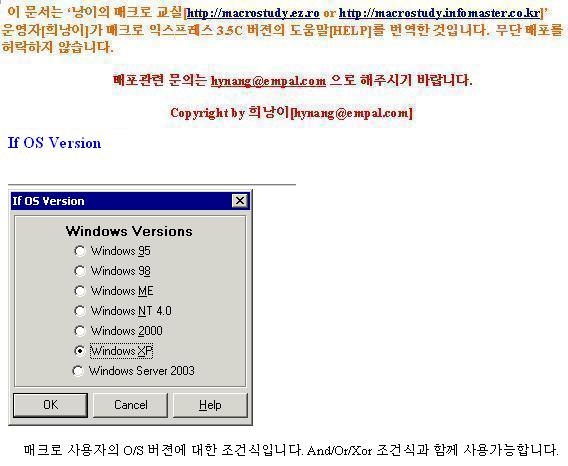 이 문서는 ‘낭이의 매크로 교실[http://macrostudy.ez.ro or http://macrostudy.infomaster.co.kr]’
운영자[희낭이]가 매크로 익스프레스 3.5C 버젼의 도움말[HELP]를 번역한 것입니다. 무단 배포를
허락하지 않습니다.
배포관련 문의는 hynang@empal.com 으로 해주시기 바랍니다.
Copyright by 희낭이[hynang@empal.com]
If OS Version
If OS Version
Windows Versions
Windows 95
Windows 98
Windows ME
Windows NT 4.0
Windows 2000
Windows XP
Windows Server 2003
OK Cancel Help
매크로 사용자의 O/S 버젼에 대한 조건식입니다. And/Or/Xor 조건식과 함께 사용가능합니다.